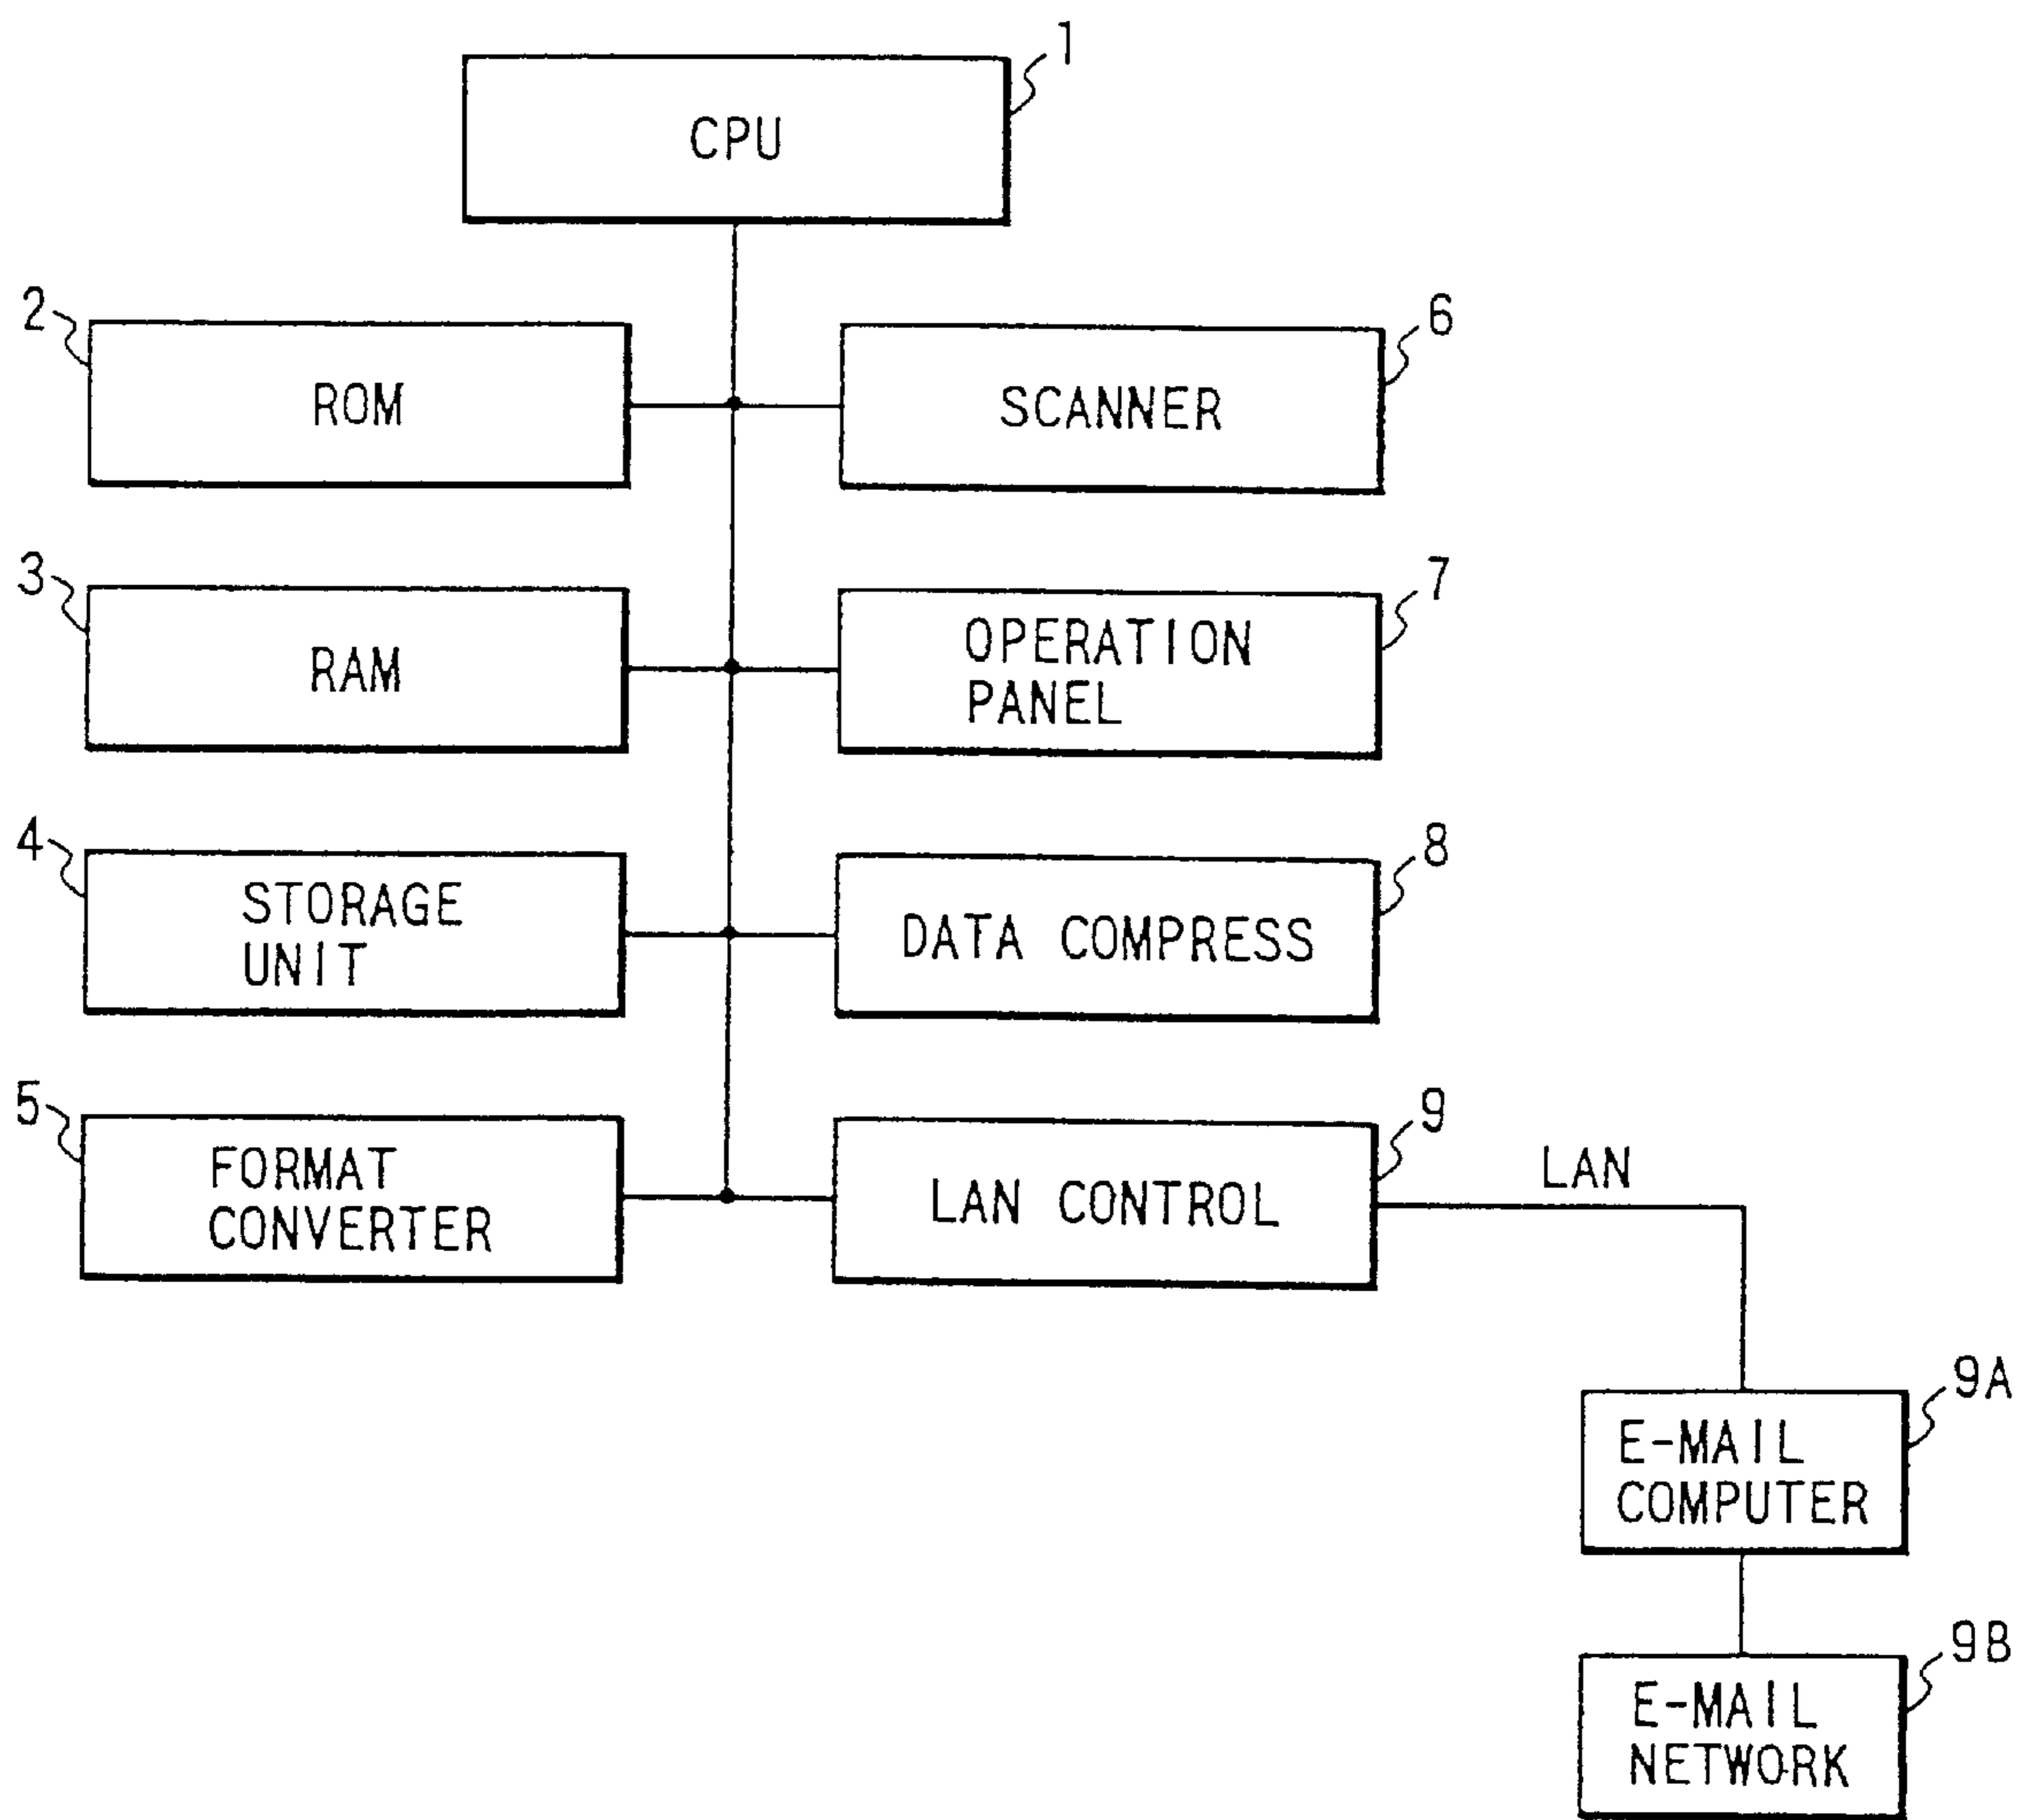 1
CPU
2
ROM
6
SCANNER
3
RAM
7
OPERATION
PANEL
4
STORAGE
UNIT
8
DATA COMPRESS
5
FORMAT
CONVERTER
9
LAN CONTROL
LAN
9A
E-MAIL
COMPUTER
9B
E-MAIL
NETWORK